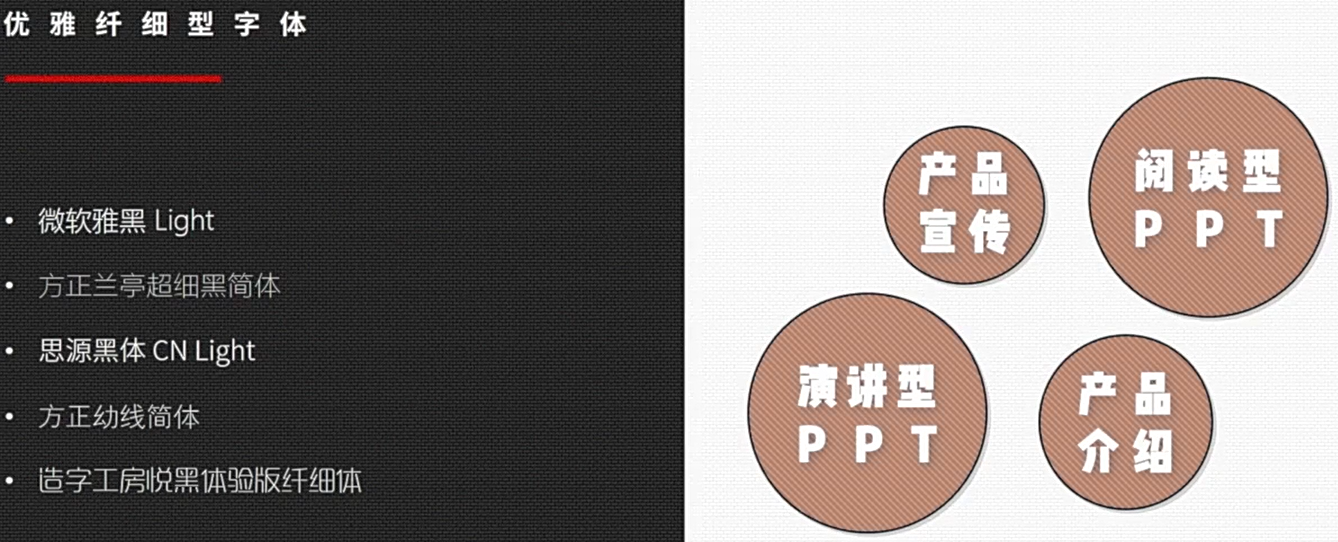 优雅纤细型字体
微软雅黑 Light
方正兰亭超细黑简体
思源黑体 CN Light
方正幼线简体
造字工房悦黑体验版纤细体
产品
宣传
阅读型
PPT
演讲型
PPT
产品
介绍